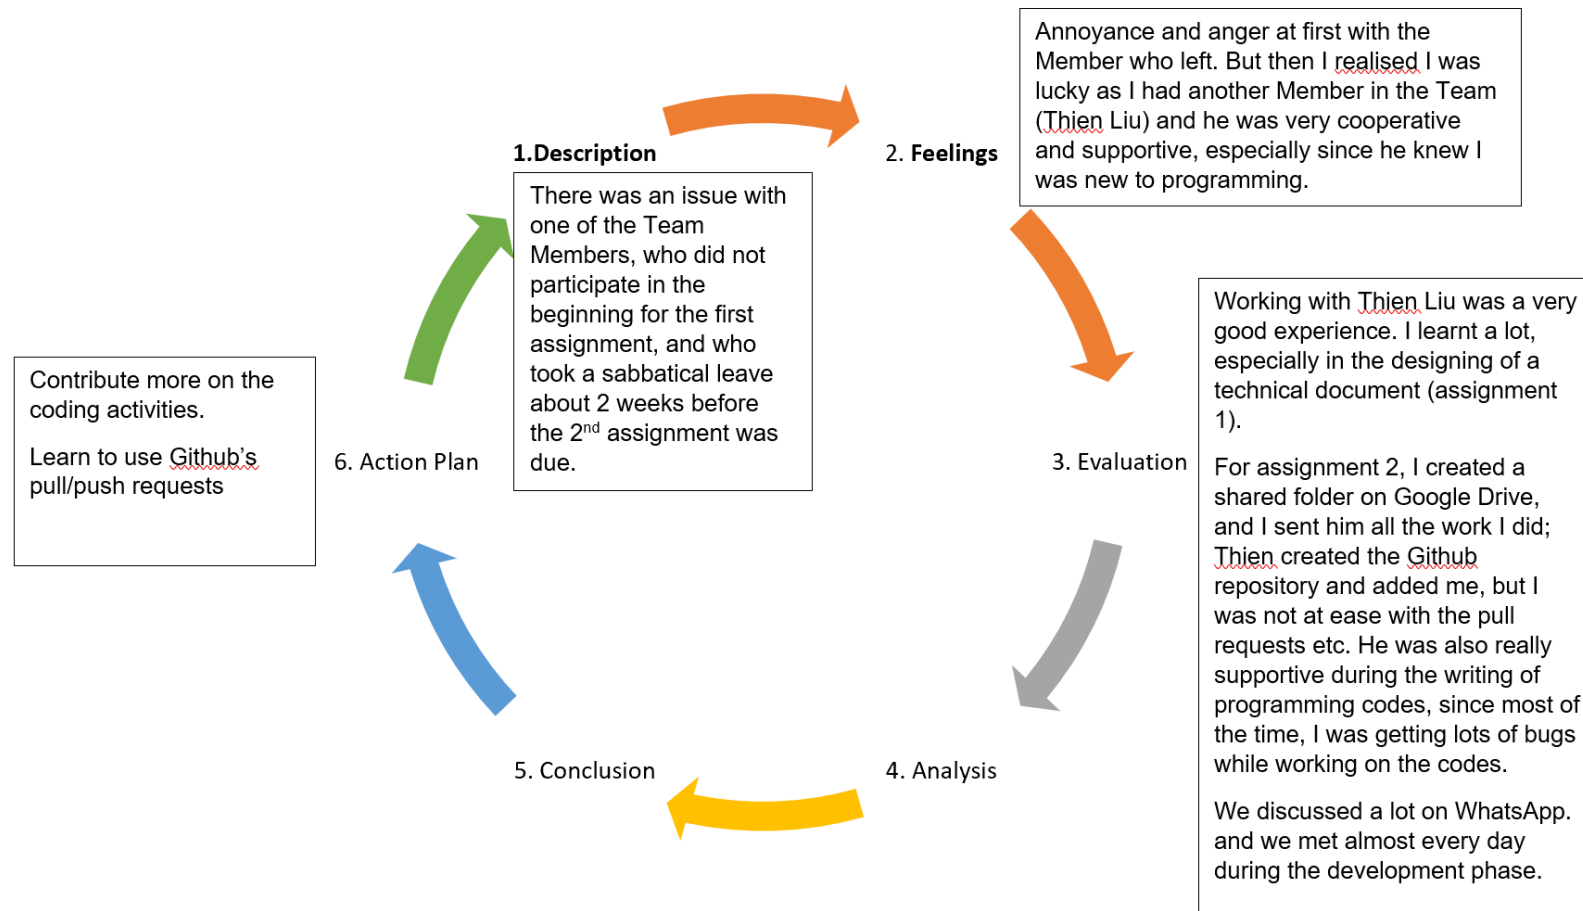 1.Description
There was an issue with
one of the Team
Members, who did not
participate in the
beginning for the first
assignment, and who
took a sabbatical leave
about 2 weeks before
the 2nd assignment was
due.
2. Feelings
Annoyance and anger at first with the
Member who left. But then I realised I was
lucky as I had another Member in the Team
(Thien Liu) and he was very cooperative
and supportive, especially since he knew I
was new to programming.
3. Evaluation
Working with Thien Liu was a very
good experience. I learnt a lot,
especially in the designing of a
technical document (assignment
1).
For assignment 2, I created a
shared folder on Google Drive,
and I sent him all the work I did;
Thien created the Github
repository and added me, but I
was not at ease with the pull
requests etc. He was also really
supportive during the writing of
programming codes, since most of
the time, I was getting lots of bugs
while working on the codes.
We discussed a lot on WhatsApp.
and we met almost every day
during the development phase.
4. Analysis
5. Conclusion
6. Action Plan
Contribute more on the
coding activities.
Learn to use Github's
pull/push requests